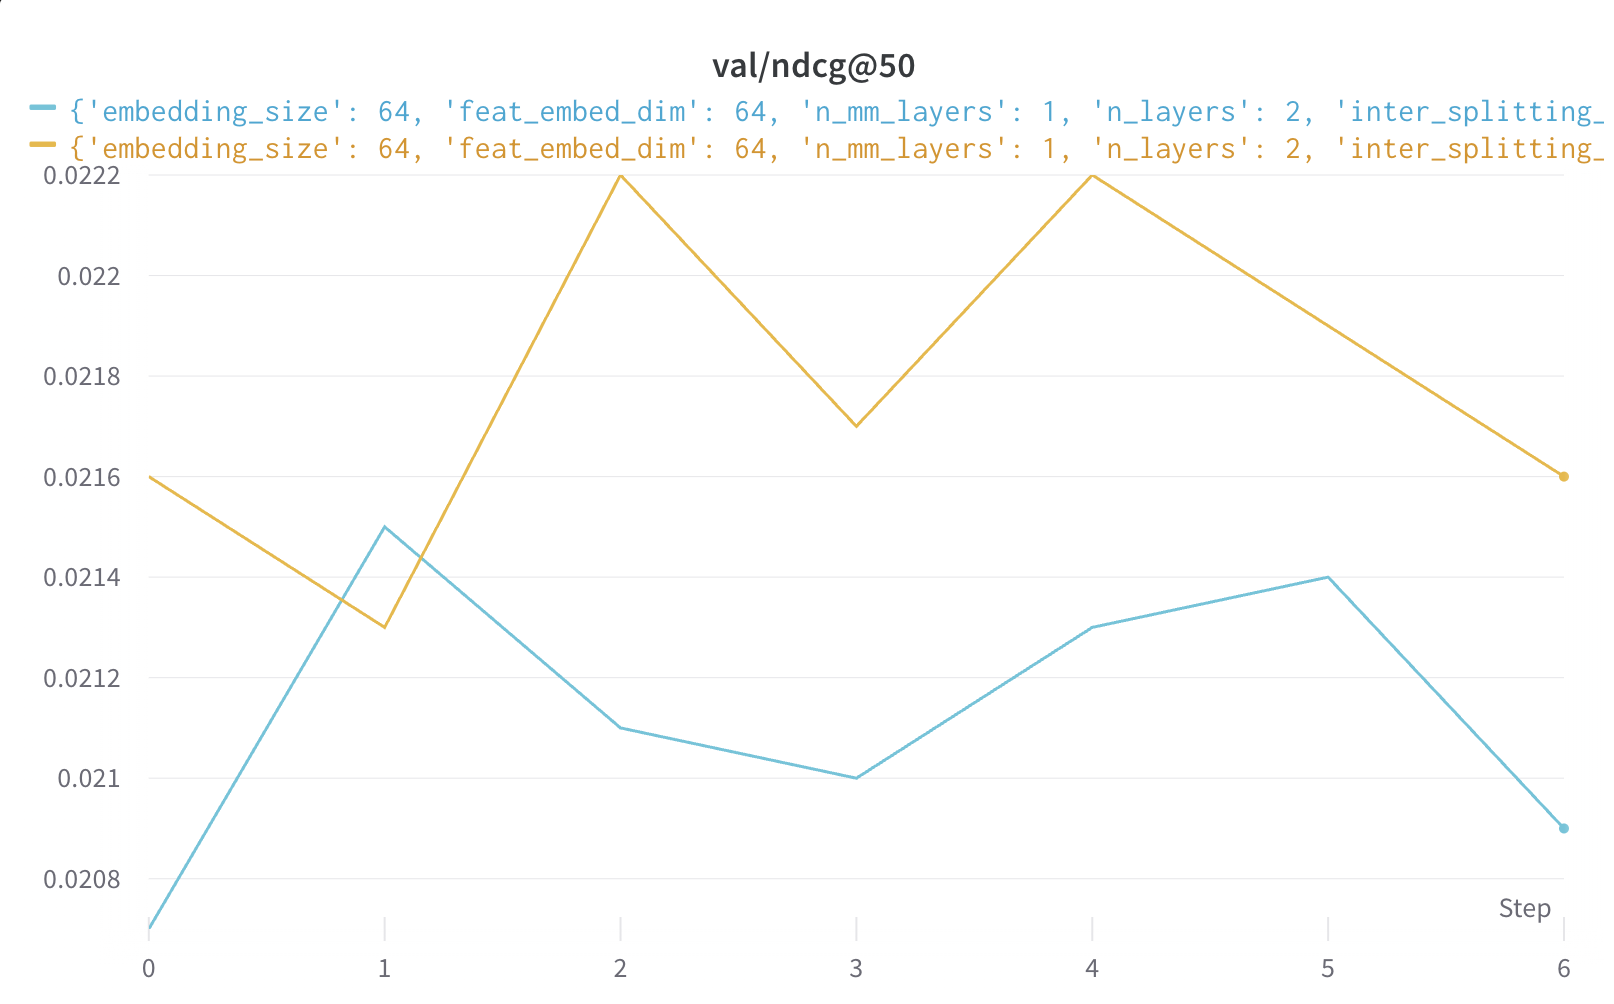 val/ndcg@50
{'embedding_size': 64, 'feat_embed_dim': 64, 'n_mm_layers': 1, 'n_layers': 2, 'inter_splitting_
{'embedding_size': 64, 'feat_embed_dim': 64, 'n_mm_layers': 1, 'n_layers': 2, 'inter_splitting_
0.0222
0.022
0.0218
0.0216
0.0214
0.0212
0.021
0.0208
Step
0 1 2 3 4 5 6